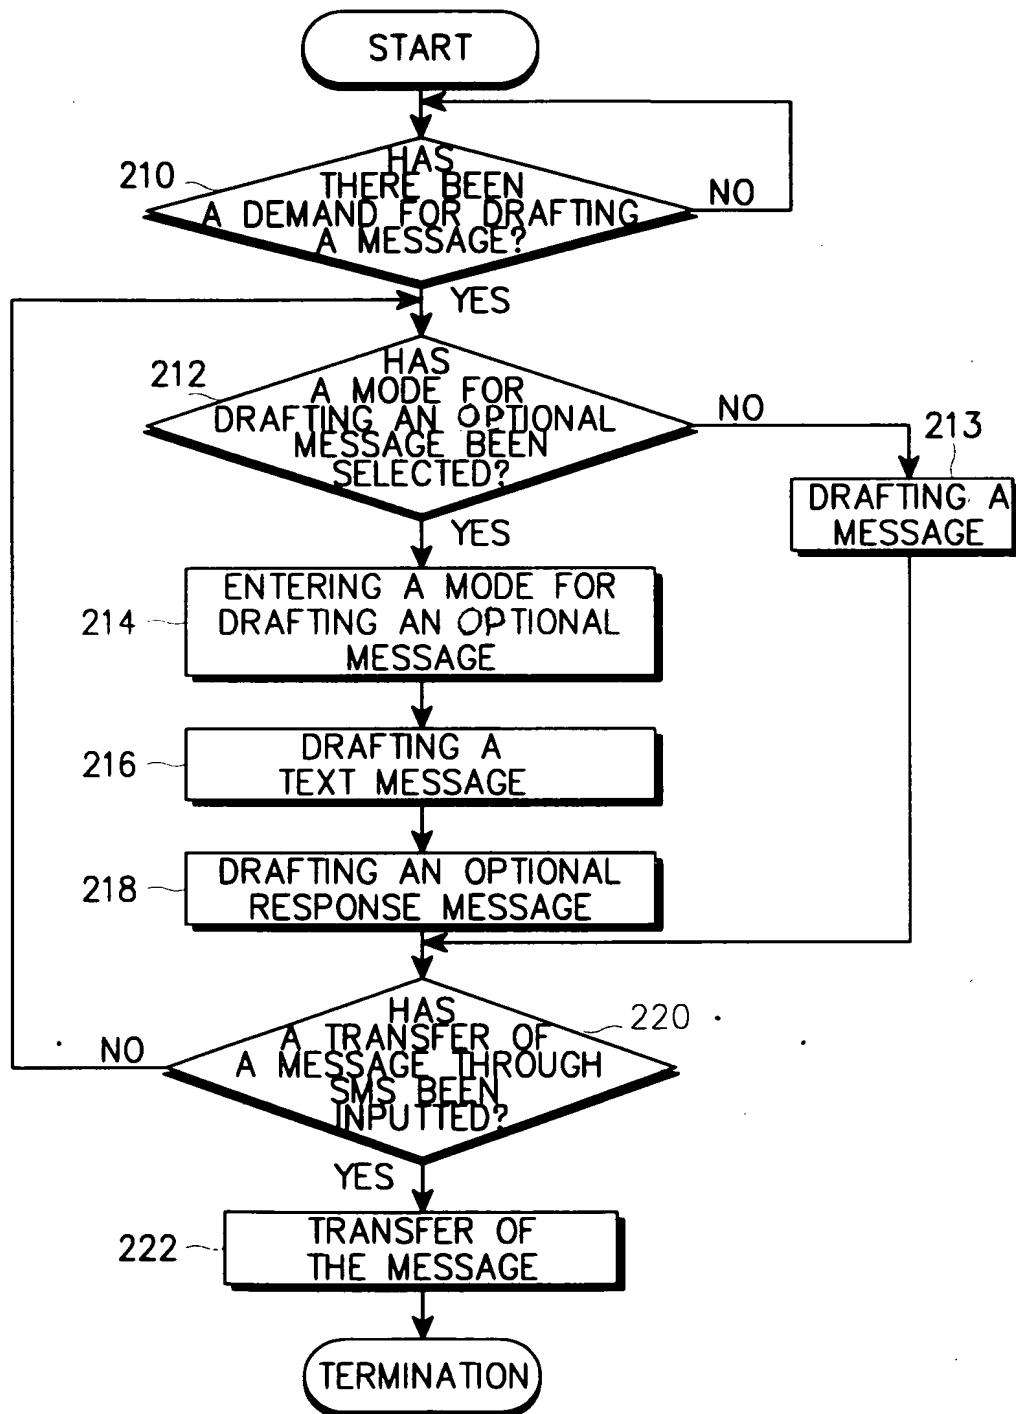 START
210
HAS
THERE BEEN
A DEMAND FOR DRAFTING
A MESSAGE?
NO
YES
212
HAS
A MODE FOR
DRAFTING AN OPTIONAL
MESSAGE BEEN
SELECTED?
NO
213
DRAFTING A
MESSAGE
YES
214
ENTERING A MODE FOR
DRAFTING AN OPTIONAL
MESSAGE
216
DRAFTING A
TEXT MESSAGE
218
DRAFTING AN OPTIONAL
RESPONSE MESSAGE
220
HAS
A TRANSFER OF
A MESSAGE THROUGH
SMS BEEN
INPUTTED?
NO
YES
222
TRANSFER OF
THE MESSAGE
TERMINATION